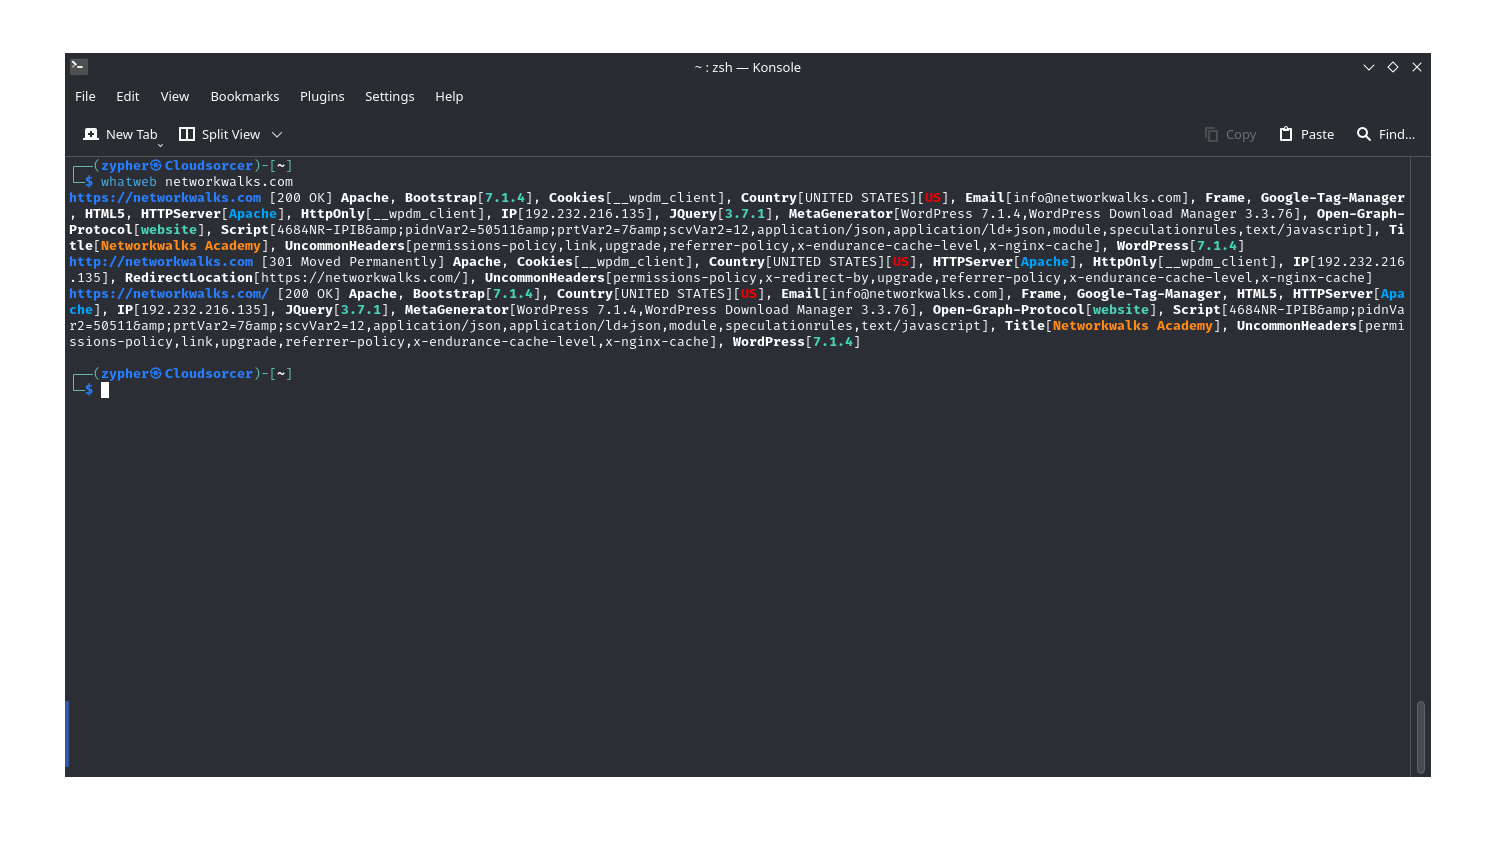 ~ : zsh — Konsole
File Edit View Bookmarks Plugins Settings Help
New Tab Split View Copy Paste Find...
┌──(zypher㉿Cloudsorcer)-[~]
└─$ whatweb networkwalks.com
https://networkwalks.com [200 OK] Apache, Bootstrap[7.1.4], Cookies[__wpdm_client], Country[UNITED STATES][US], Email[info@networkwalks.com], Frame, Google-Tag-Manager
, HTML5, HTTPServer[Apache], HttpOnly[__wpdm_client], IP[192.232.216.135], JQuery[3.7.1], MetaGenerator[WordPress 7.1.4,WordPress Download Manager 3.3.76], Open-Graph-
Protocol[website], Script[4684NR-IPIB&amp;pidnVar2=50511&amp;prtVar2=7&amp;scvVar2=12,application/json,application/ld+json,module,speculationrules,text/javascript], Ti
tle[Networkwalks Academy], UncommonHeaders[permissions-policy,link,upgrade,referrer-policy,x-endurance-cache-level,x-nginx-cache], WordPress[7.1.4]
http://networkwalks.com [301 Moved Permanently] Apache, Cookies[__wpdm_client], Country[UNITED STATES][US], HTTPServer[Apache], HttpOnly[__wpdm_client], IP[192.232.216
.135], RedirectLocation[https://networkwalks.com/], UncommonHeaders[permissions-policy,x-redirect-by,upgrade,referrer-policy,x-endurance-cache-level,x-nginx-cache]
https://networkwalks.com/ [200 OK] Apache, Bootstrap[7.1.4], Country[UNITED STATES][US], Email[info@networkwalks.com], Frame, Google-Tag-Manager, HTML5, HTTPServer[Apa
che], IP[192.232.216.135], JQuery[3.7.1], MetaGenerator[WordPress 7.1.4,WordPress Download Manager 3.3.76], Open-Graph-Protocol[website], Script[4684NR-IPIB&amp;pidnVa
r2=50511&amp;prtVar2=7&amp;scvVar2=12,application/json,application/ld+json,module,speculationrules,text/javascript], Title[Networkwalks Academy], UncommonHeaders[permi
ssions-policy,link,upgrade,referrer-policy,x-endurance-cache-level,x-nginx-cache], WordPress[7.1.4]
┌──(zypher㉿Cloudsorcer)-[~]
└─$